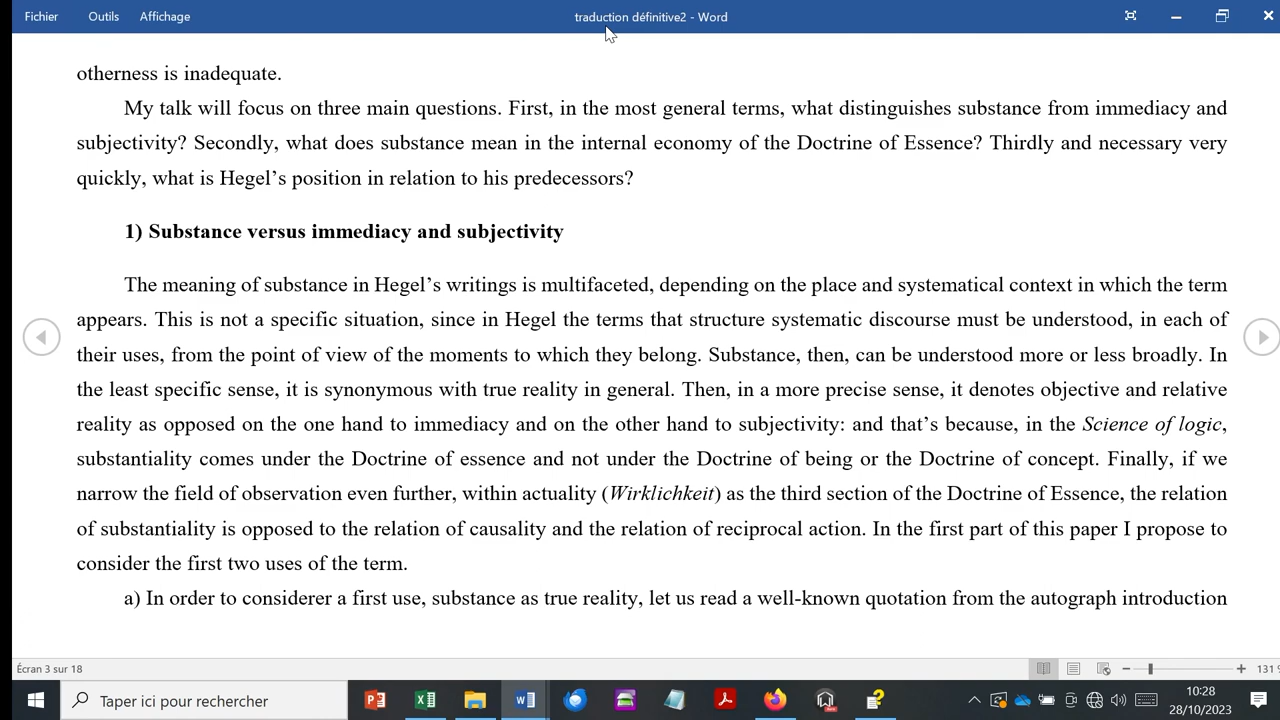 Fichier Outils Affichage traduction définitive2 - Word
otherness is inadequate.
My talk will focus on three main questions. First, in the most general terms, what distinguishes substance from immediacy and
subjectivity? Secondly, what does substance mean in the internal economy of the Doctrine of Essence? Thirdly and necessary very
quickly, what is Hegel’s position in relation to his predecessors?
1) Substance versus immediacy and subjectivity
The meaning of substance in Hegel’s writings is multifaceted, depending on the place and systematical context in which the term
appears. This is not a specific situation, since in Hegel the terms that structure systematic discourse must be understood, in each of
their uses, from the point of view of the moments to which they belong. Substance, then, can be understood more or less broadly. In
the least specific sense, it is synonymous with true reality in general. Then, in a more precise sense, it denotes objective and relative
reality as opposed on the one hand to immediacy and on the other hand to subjectivity: and that’s because, in the Science of logic,
substantiality comes under the Doctrine of essence and not under the Doctrine of being or the Doctrine of concept. Finally, if we
narrow the field of observation even further, within actuality (Wirklichkeit) as the third section of the Doctrine of Essence, the relation
of substantiality is opposed to the relation of causality and the relation of reciprocal action. In the first part of this paper I propose to
consider the first two uses of the term.
a) In order to considerer a first use, substance as true reality, let us read a well-known quotation from the autograph introduction
Écran 3 sur 18 131 %
Taper ici pour rechercher 10:28
28/10/2023